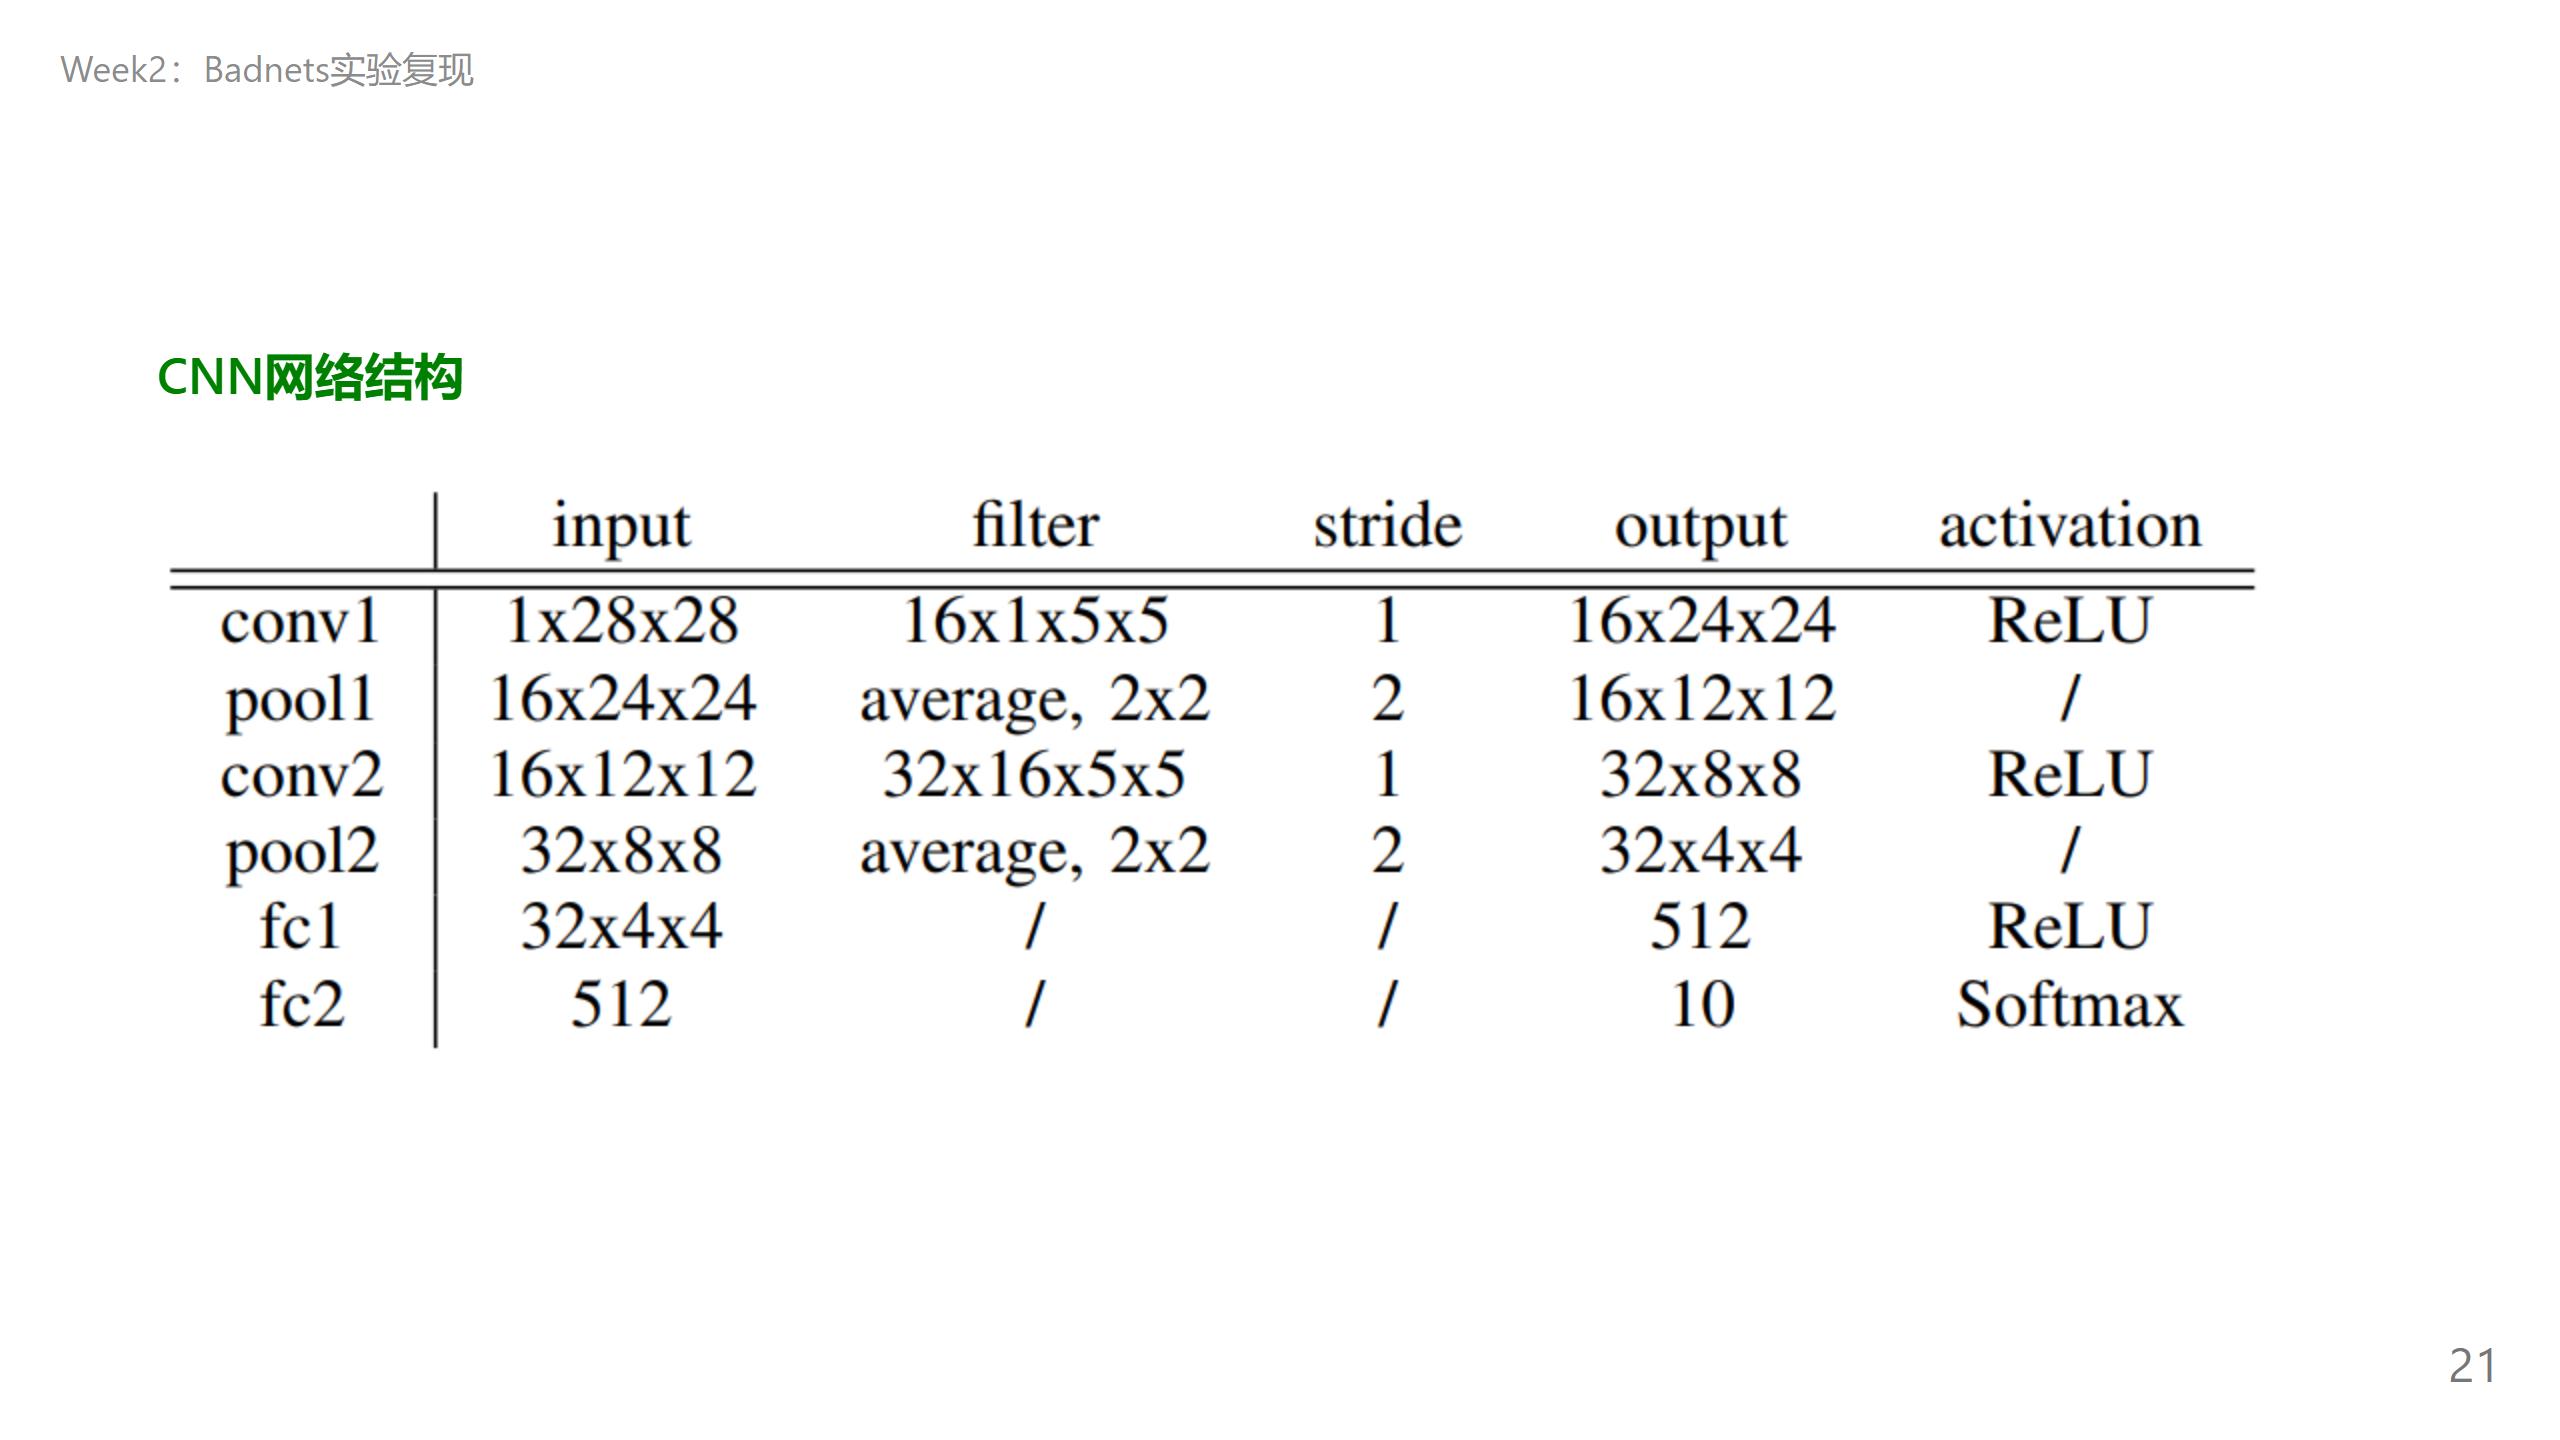 Week2：Badnets实验复现
CNN网络结构
input filter stride output activation
conv1 1x28x28 16x1x5x5 1 16x24x24 ReLU
pool1 16x24x24 average, 2x2 2 16x12x12 /
conv2 16x12x12 32x16x5x5 1 32x8x8 ReLU
pool2 32x8x8 average, 2x2 2 32x4x4 /
fc1 32x4x4 / / 512 ReLU
fc2 512 / / 10 Softmax
21